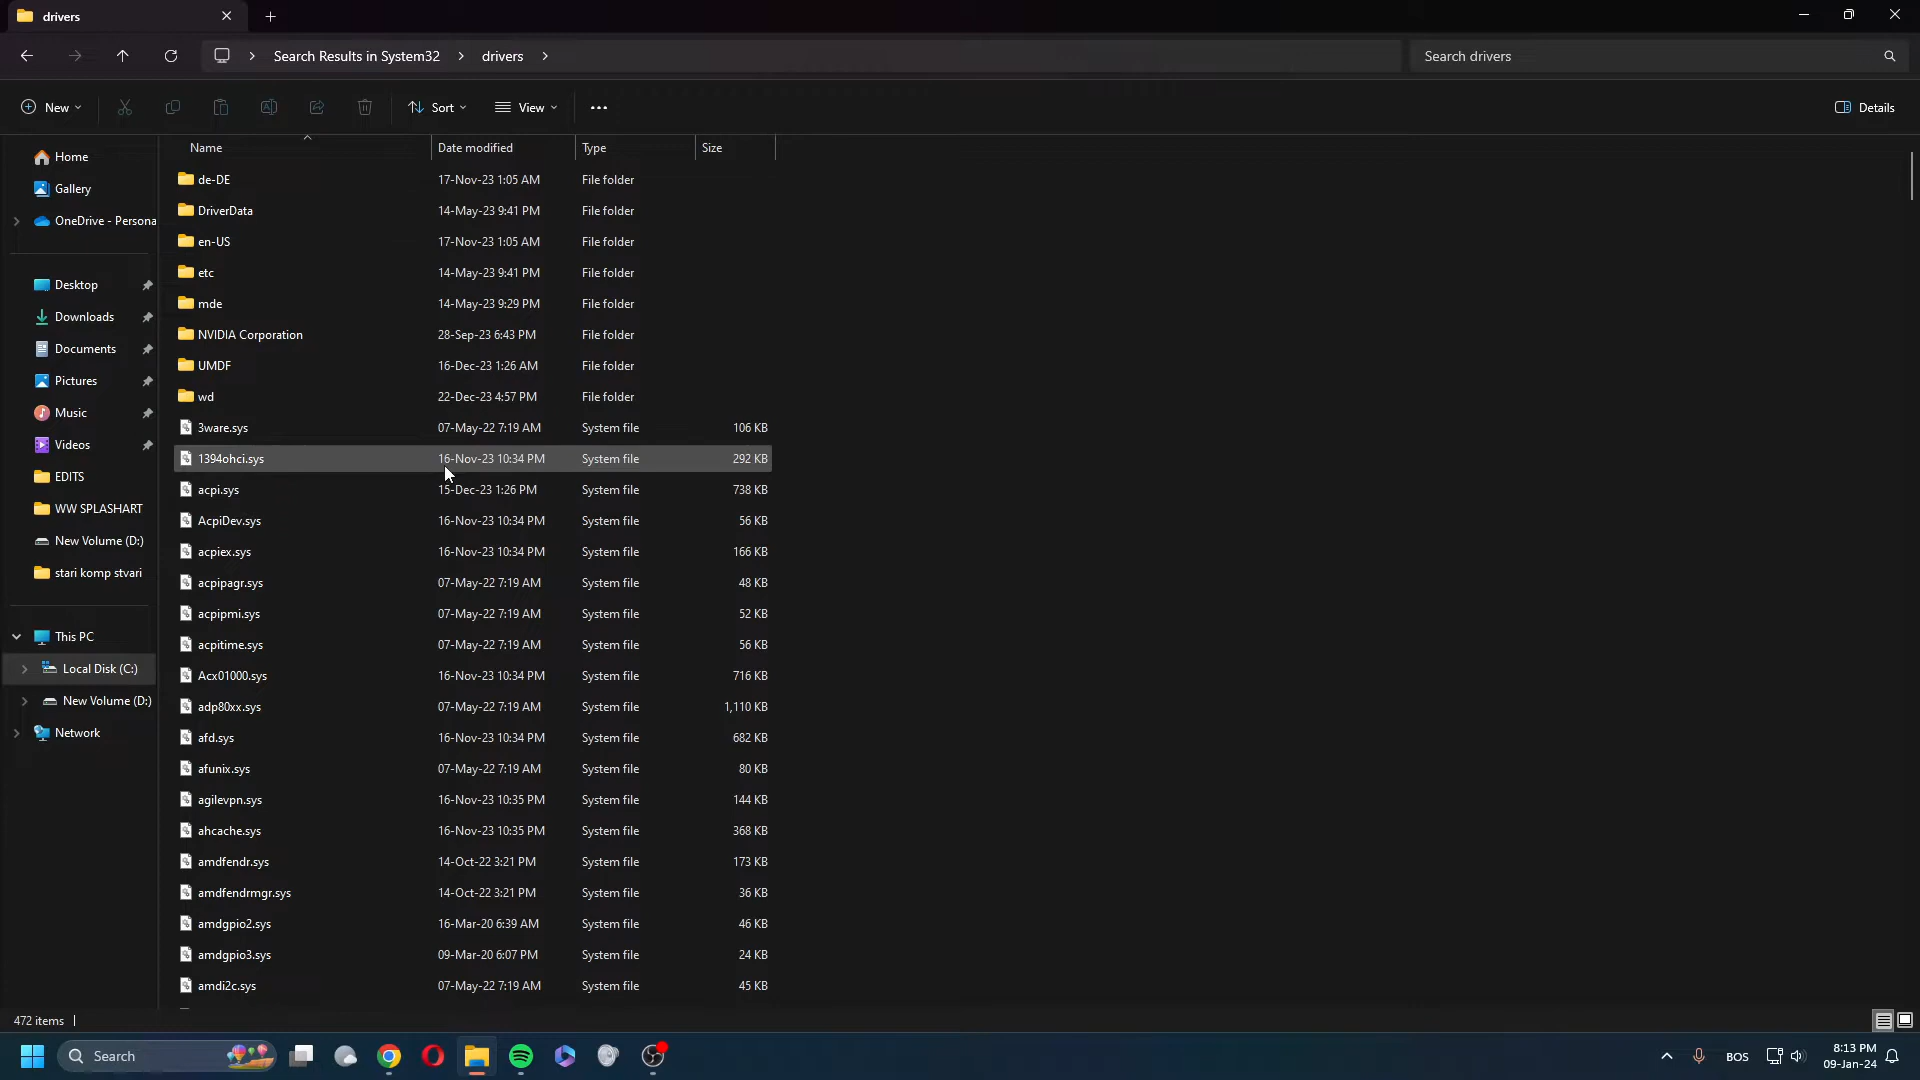 drivers
Search Results in System32 > drivers >
Search drivers
New
Sort
View
Details
Name Date modified Type Size
Home
Gallery
OneDrive - Persona
Desktop
Downloads
Documents
Pictures
Music
Videos
EDITS
WW SPLASHART
New Volume (D:)
stari komp stvari
This PC
Local Disk (C:)
New Volume (D:)
Network
de-DE 17-Nov-23 1:05 AM File folder
DriverData 14-May-23 9:41 PM File folder
en-US 17-Nov-23 1:05 AM File folder
etc 14-May-23 9:41 PM File folder
mde 14-May-23 9:29 PM File folder
NVIDIA Corporation 28-Sep-23 6:43 PM File folder
UMDF 16-Dec-23 1:26 AM File folder
wd 22-Dec-23 4:57 PM File folder
3ware.sys 07-May-22 7:19 AM System file 106 KB
1394ohci.sys 16-Nov-23 10:34 PM System file 292 KB
acpi.sys 15-Dec-23 1:26 PM System file 738 KB
AcpiDev.sys 16-Nov-23 10:34 PM System file 56 KB
acpiex.sys 16-Nov-23 10:34 PM System file 166 KB
acpipagr.sys 07-May-22 7:19 AM System file 48 KB
acpipmi.sys 07-May-22 7:19 AM System file 52 KB
acpitime.sys 07-May-22 7:19 AM System file 56 KB
Acx01000.sys 16-Nov-23 10:34 PM System file 716 KB
adp80xx.sys 07-May-22 7:19 AM System file 1,110 KB
afd.sys 16-Nov-23 10:34 PM System file 682 KB
afunix.sys 07-May-22 7:19 AM System file 80 KB
agilevpn.sys 16-Nov-23 10:35 PM System file 144 KB
ahcache.sys 16-Nov-23 10:35 PM System file 368 KB
amdfendr.sys 14-Oct-22 3:21 PM System file 173 KB
amdfendrmgr.sys 14-Oct-22 3:21 PM System file 36 KB
amdgpio2.sys 16-Mar-20 6:39 AM System file 46 KB
amdgpio3.sys 09-Mar-20 6:07 PM System file 24 KB
amdi2c.sys 07-May-22 7:19 AM System file 45 KB
472 items
Search
BOS
8:13 PM
09-Jan-24